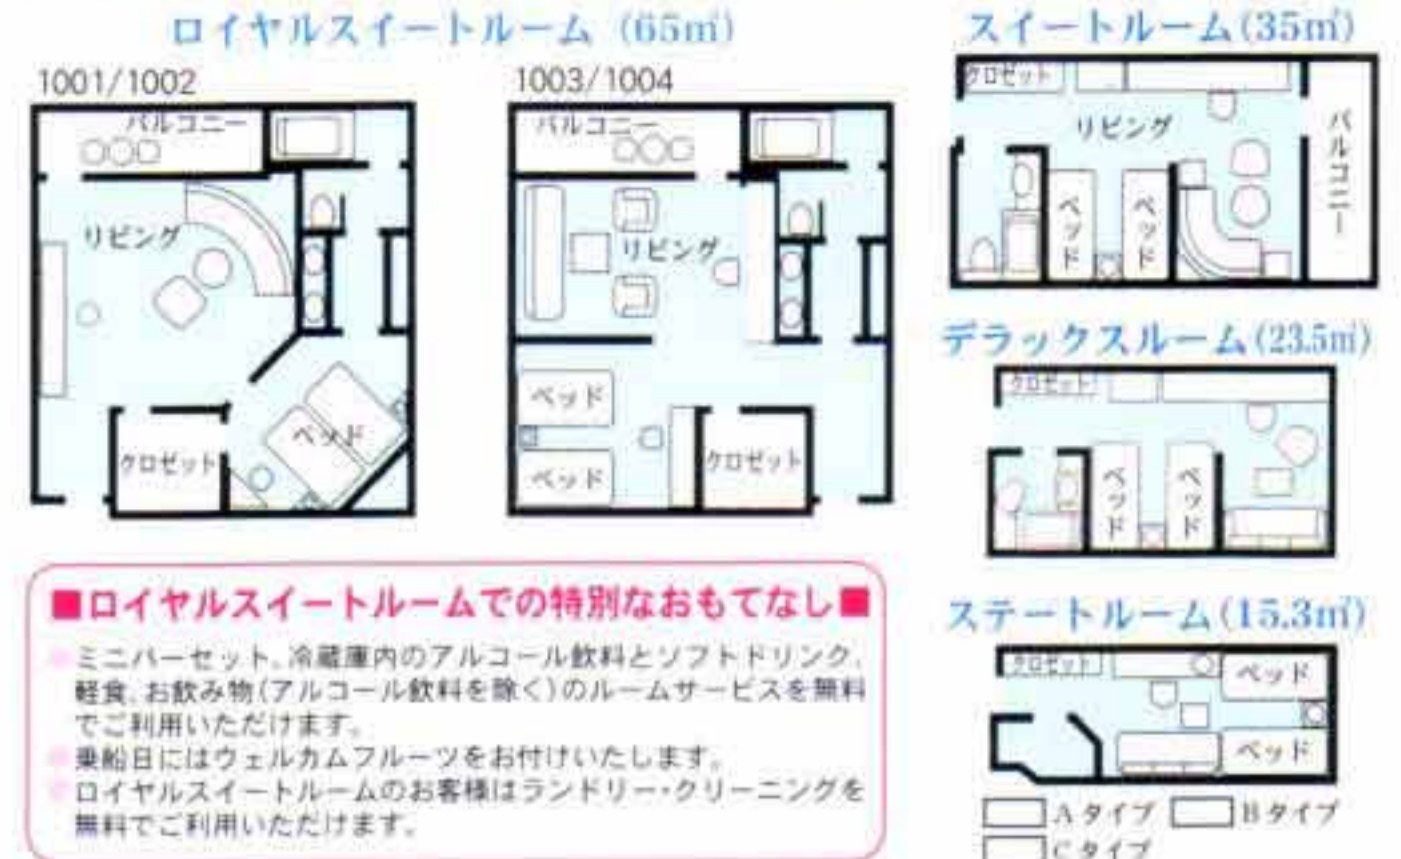 ロイヤルスイートルーム (65㎡)
1001/1002
バルコニー
リビング
クロゼット
ベッド
1003/1004
バルコニー
リビング
ベッド
ベッド
クロゼット
スイートルーム(35㎡)
クロゼット
リビング
バルコニー
ベッド
ベッド
デラックスルーム(23.5㎡)
クロゼット
ベッド
ベッド
ステートルーム(15.3㎡)
クロゼット
ベッド
ベッド
Aタイプ Bタイプ
Cタイプ
■ロイヤルスイートルームでの特別なおもてなし■
ミニバーセット、冷蔵庫内のアルコール飲料とソフトドリンク、
軽食、お飲み物(アルコール飲料を除く)のルームサービスを無料
でご利用いただけます。
乗船日にはウェルカムフルーツをお付けいたします。
ロイヤルスイートルームのお客様はランドリー・クリーニングを
無料でご利用いただけます。